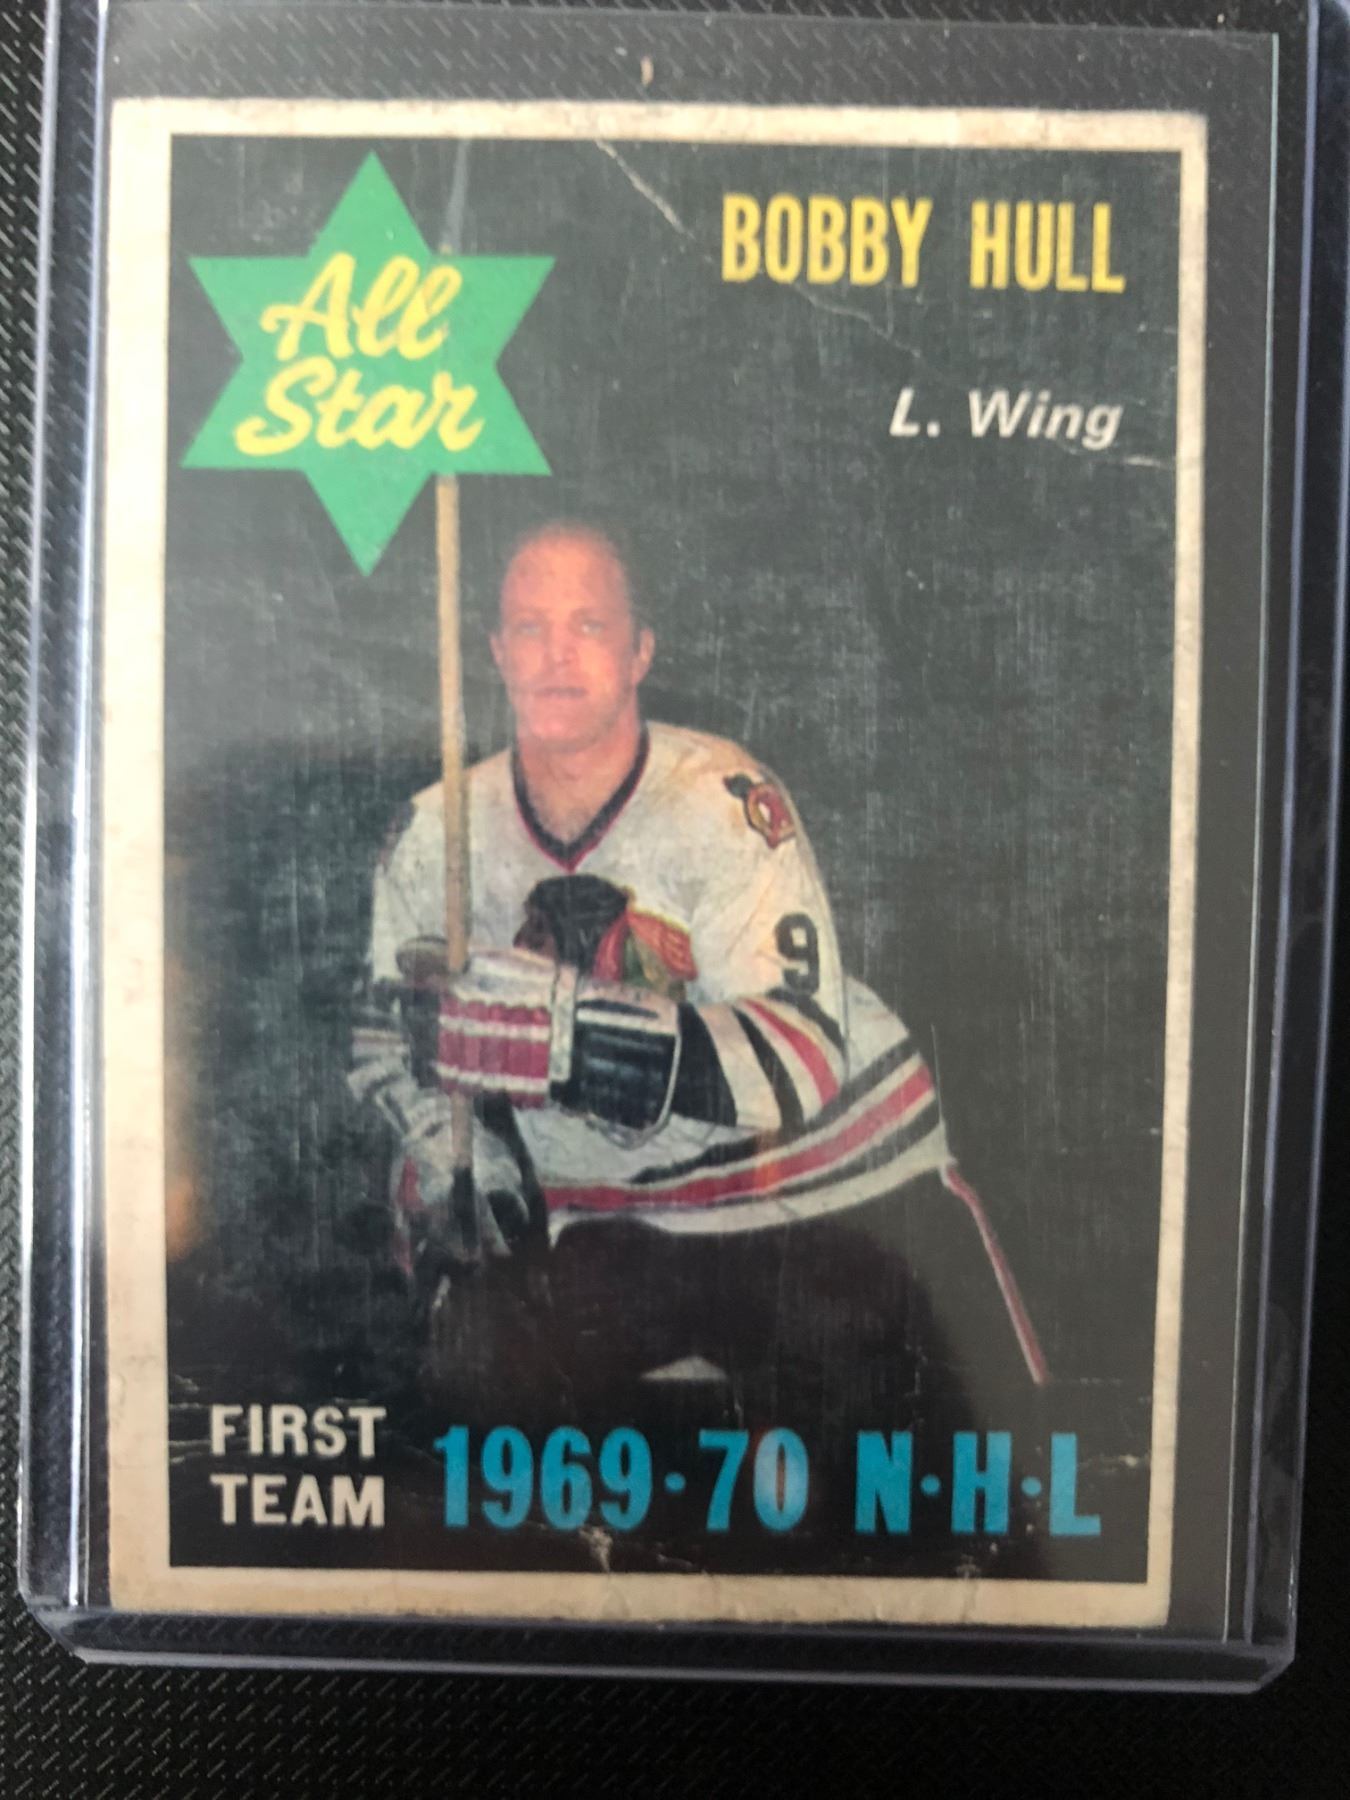 All
Star
BOBBY HULL
L. Wing
9
FIRST
TEAM
1969·70 N·H·L